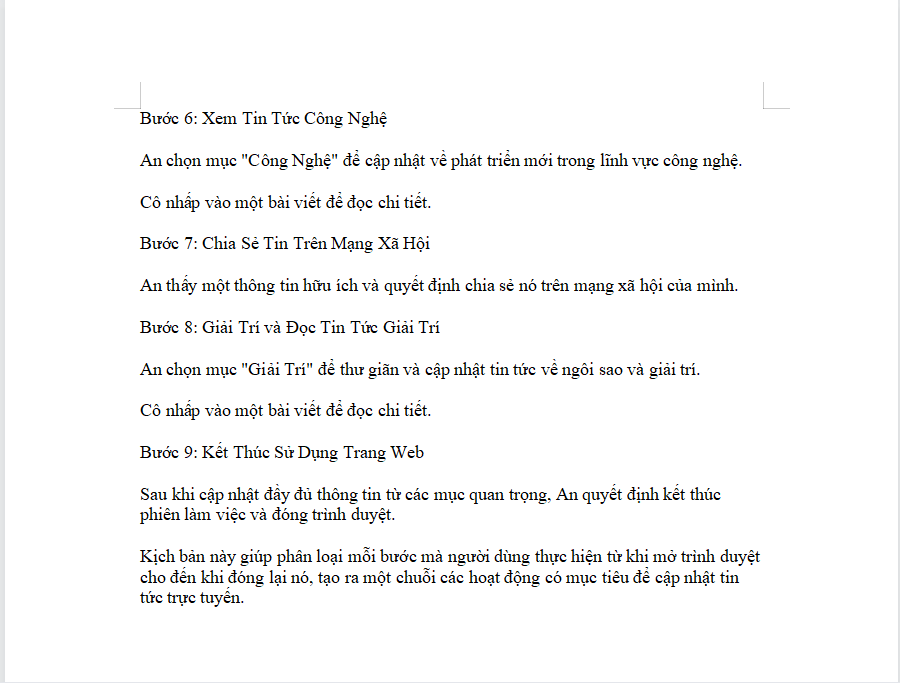 Bước 6: Xem Tin Tức Công Nghệ
An chọn mục "Công Nghệ" để cập nhật về phát triển mới trong lĩnh vực công nghệ.
Cô nhấp vào một bài viết để đọc chi tiết.
Bước 7: Chia Sẻ Tin Trên Mạng Xã Hội
An thấy một thông tin hữu ích và quyết định chia sẻ nó trên mạng xã hội của mình.
Bước 8: Giải Trí và Đọc Tin Tức Giải Trí
An chọn mục "Giải Trí" để thư giãn và cập nhật tin tức về ngôi sao và giải trí.
Cô nhấp vào một bài viết để đọc chi tiết.
Bước 9: Kết Thúc Sử Dụng Trang Web
Sau khi cập nhật đầy đủ thông tin từ các mục quan trọng, An quyết định kết thúc
phiên làm việc và đóng trình duyệt.
Kịch bản này giúp phân loại mỗi bước mà người dùng thực hiện từ khi mở trình duyệt
cho đến khi đóng lại nó, tạo ra một chuỗi các hoạt động có mục tiêu để cập nhật tin
tức trực tuyến.